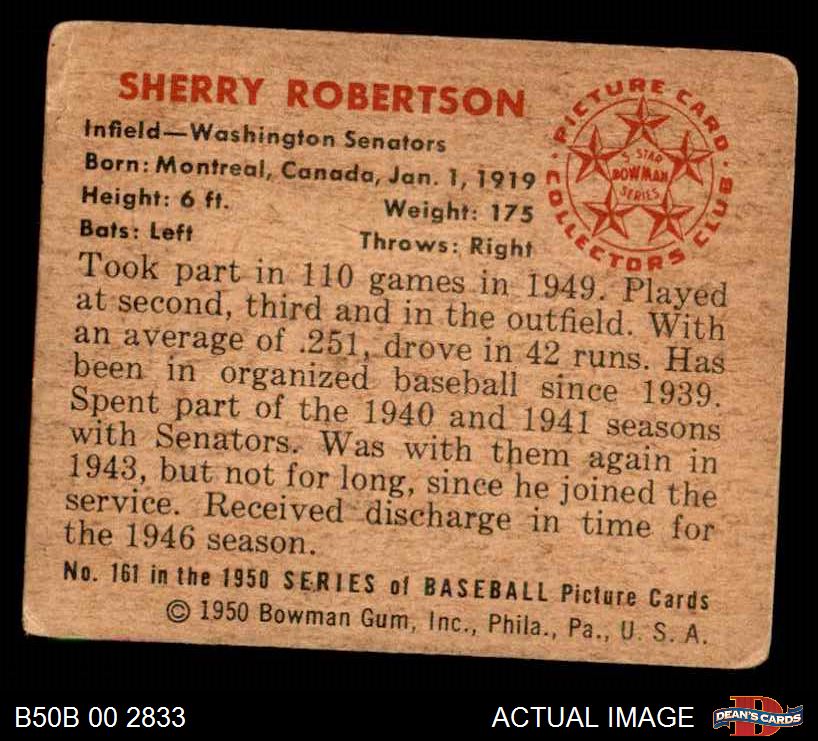 SHERRY ROBERTSON
Infield—Washington Senators
Born: Montreal, Canada, Jan. 1, 1919
Height: 6 ft. Weight: 175
Bats: Left Throws: Right
PICTURE CARD COLLECTORS CLUB
5-STAR
BOWMAN
SERIES
Took part in 110 games in 1949. Played
at second, third and in the outfield. With
an average of .251, drove in 42 runs. Has
been in organized baseball since 1939.
Spent part of the 1940 and 1941 seasons
with Senators. Was with them again in
1943, but not for long, since he joined the
service. Received discharge in time for
the 1946 season.
No. 161 in the 1950 SERIES of BASEBALL Picture Cards
© 1950 Bowman Gum, Inc., Phila., Pa., U. S. A.
B50B 00 2833 ACTUAL IMAGE
D
DEAN'S CARDS